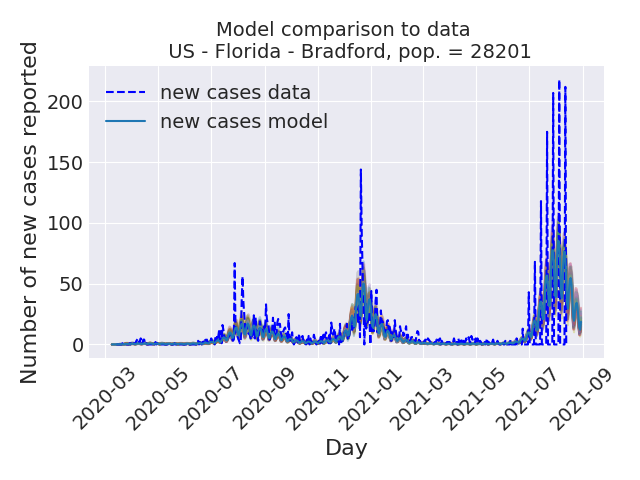 Model comparison to data
US - Florida - Bradford, pop. = 28201
new cases data
new cases model
Number of new cases reported
200
150
100
50
0
2020-03
2020-05
2020-07
2020-09
2020-11
2021-01
2021-03
2021-05
2021-07
2021-09
Day